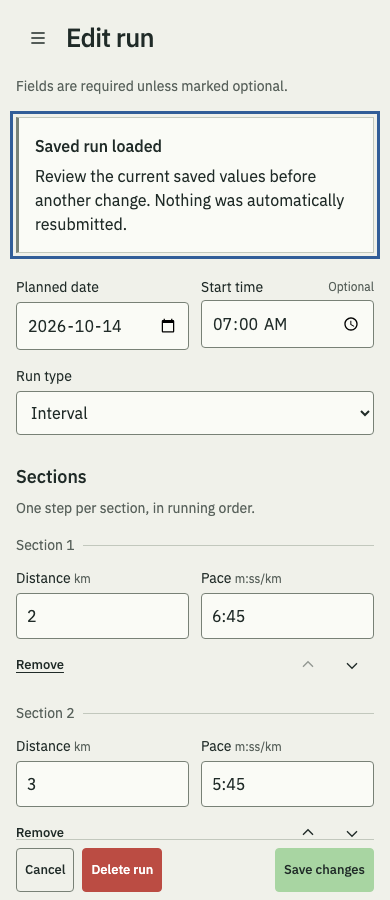 Edit run
Fields are required unless marked optional.
Saved run loaded
Review the current saved values before
another change. Nothing was automatically
resubmitted.
Planned date
Start time Optional
2026-10-14
07:00 AM
Run type
Interval
Sections
One step per section, in running order.
Section 1
Distance km
Pace m:ss/km
2
6:45
Remove
Section 2
Distance km
Pace m:ss/km
3
5:45
Remove
Cancel
Delete run
Save changes